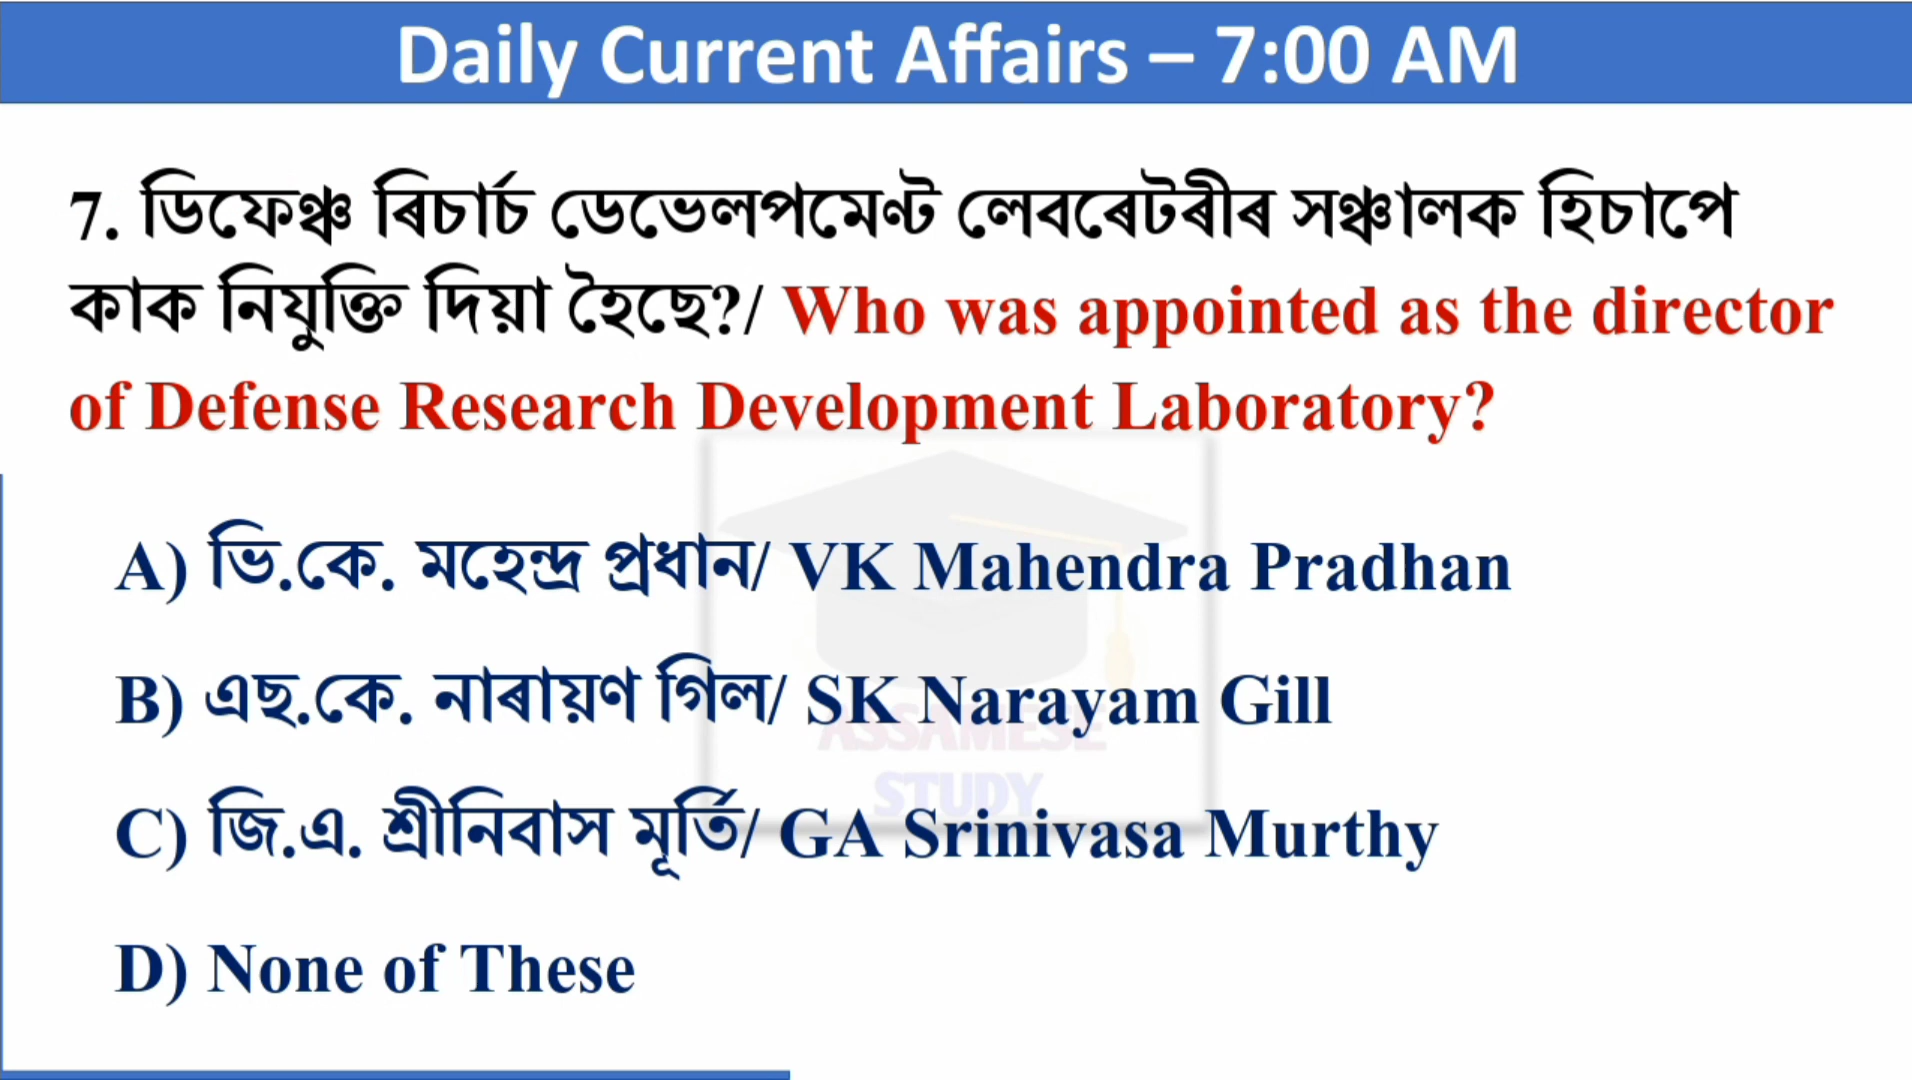 Daily Current Affairs – 7:00 AM
7. ডিফেঞ্চ ৰিচাৰ্চ ডেভেলপমেণ্ট লেবৰেটৰীৰ সঞ্চালক হিচাপে
কাক নিযুক্তি দিয়া হৈছে?/ Who was appointed as the director
of Defense Research Development Laboratory?
A) ভি.কে. মহেন্দ্ৰ প্ৰধান/ VK Mahendra Pradhan
B) এছ.কে. নাৰায়ণ গিল/ SK Narayam Gill
ASSAMESE
STUDY
C) জি.এ. শ্ৰীনিবাস মূৰ্তি/ GA Srinivasa Murthy
D) None of These